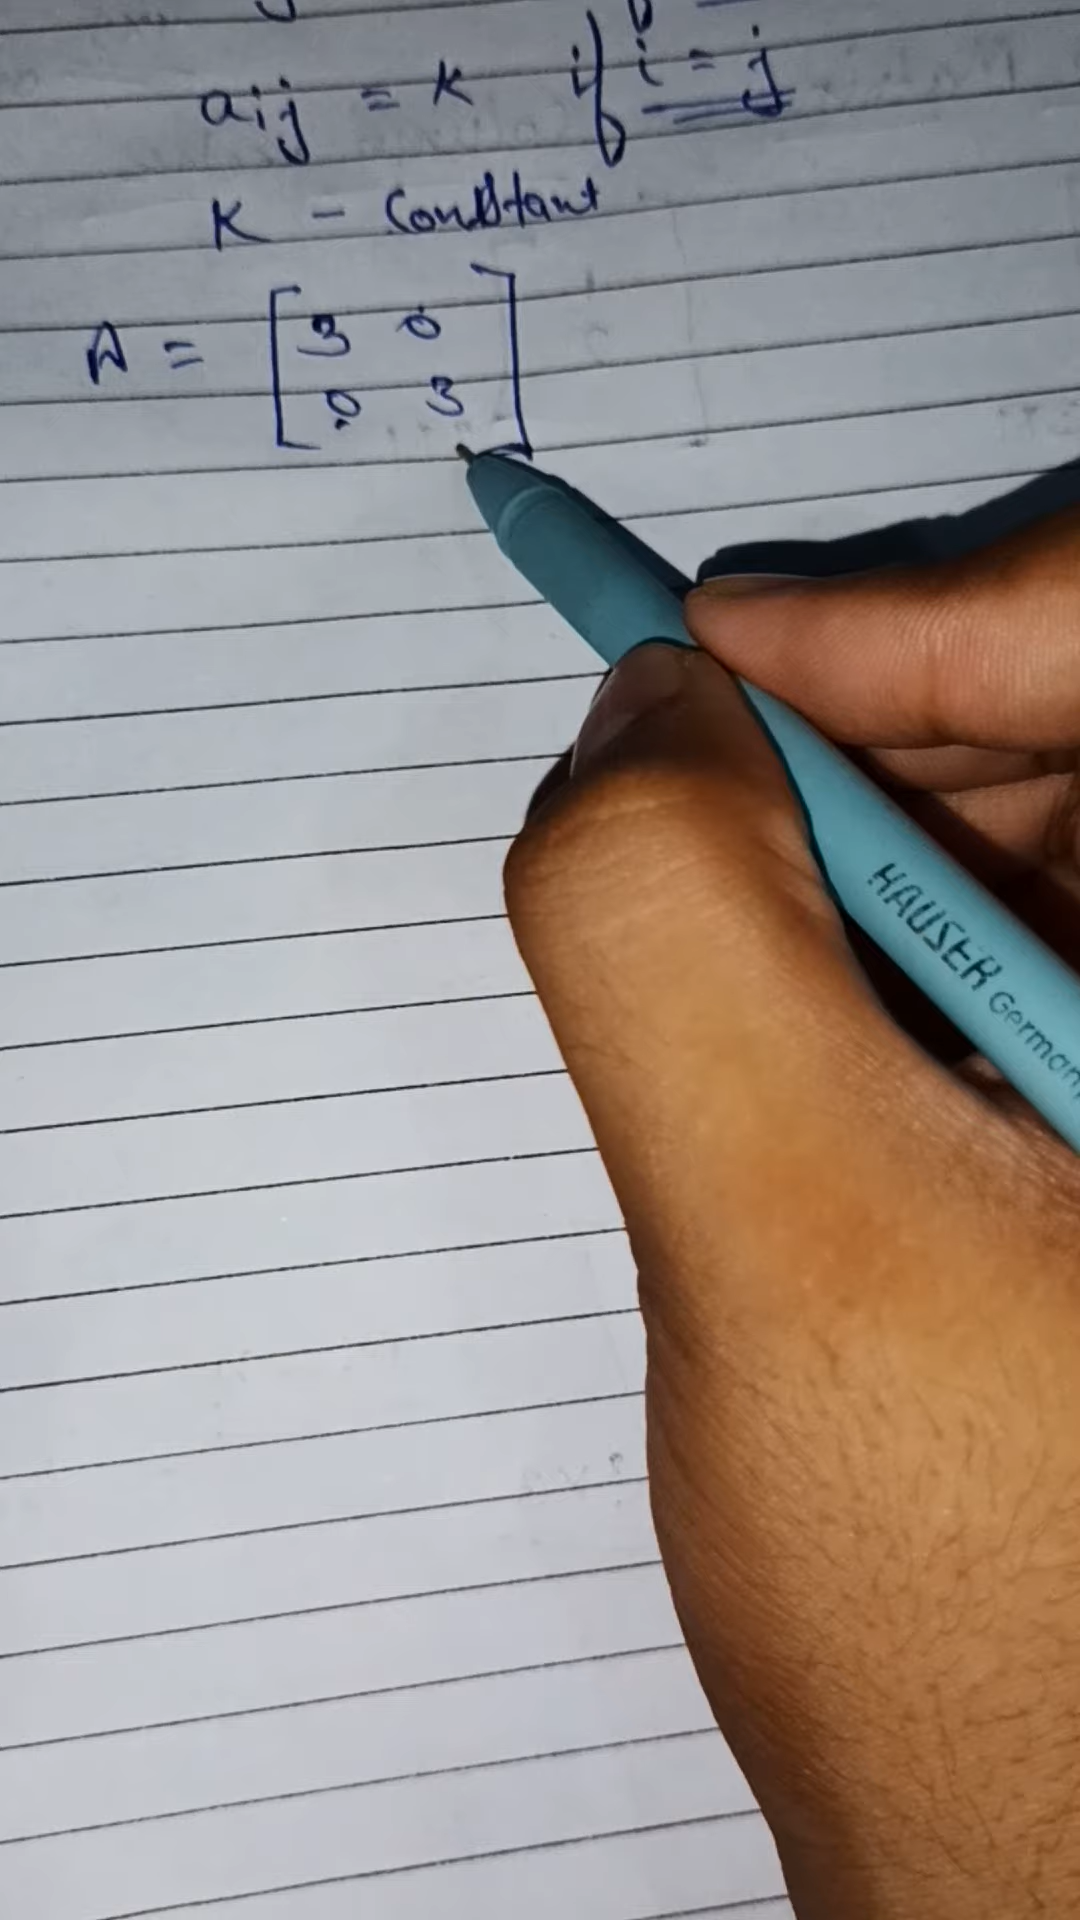 aij = K if i = j
K - Constant
A = [ 3 0
0 3 ]
HAUSER Germany